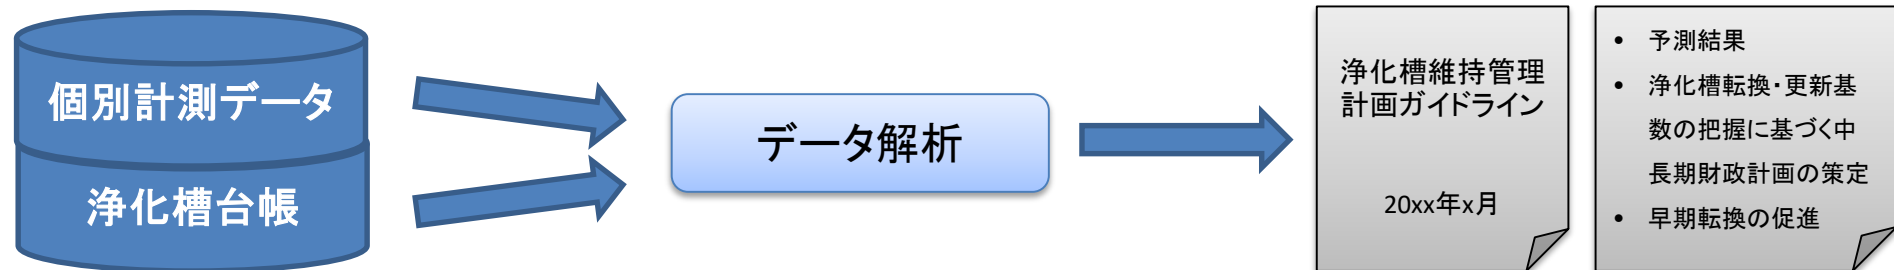 個別計測データ
浄化槽台帳
データ解析
浄化槽維持管理
計画ガイドライン
20xx年x月
• 予測結果
• 浄化槽転換・更新基
数の把握に基づく中
長期財政計画の策定
• 早期転換の促進